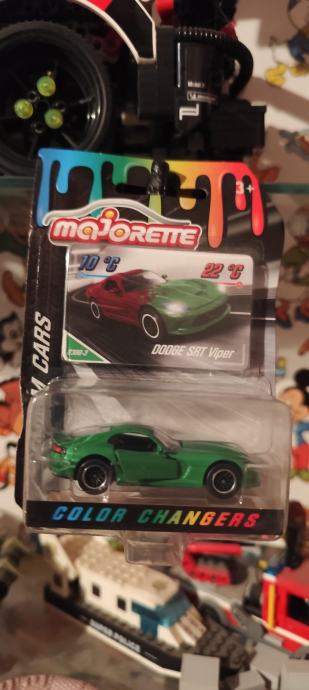 3+
MAJORETTE
10 °C
22 °C
DODGE SRT Viper
CARS
COLOR CHANGERS